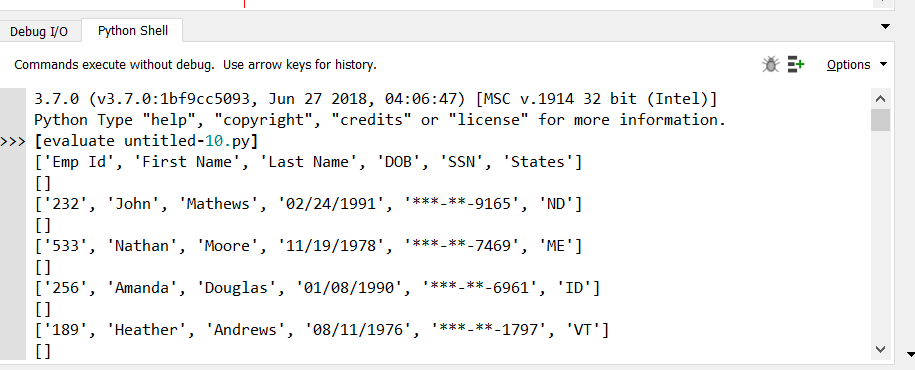 Debug I/O Python Shell
Commands execute without debug. Use arrow keys for history. Options
3.7.0 (v3.7.0:1bf9cc5093, Jun 27 2018, 04:06:47) [MSC v.1914 32 bit (Intel)]
Python Type "help", "copyright", "credits" or "license" for more information.
>>> [evaluate untitled-10.py]
['Emp Id', 'First Name', 'Last Name', 'DOB', 'SSN', 'States']
[]
['232', 'John', 'Mathews', '02/24/1991', '***-**-9165', 'ND']
[]
['533', 'Nathan', 'Moore', '11/19/1978', '***-**-7469', 'ME']
[]
['256', 'Amanda', 'Douglas', '01/08/1990', '***-**-6961', 'ID']
[]
['189', 'Heather', 'Andrews', '08/11/1976', '***-**-1797', 'VT']
[]